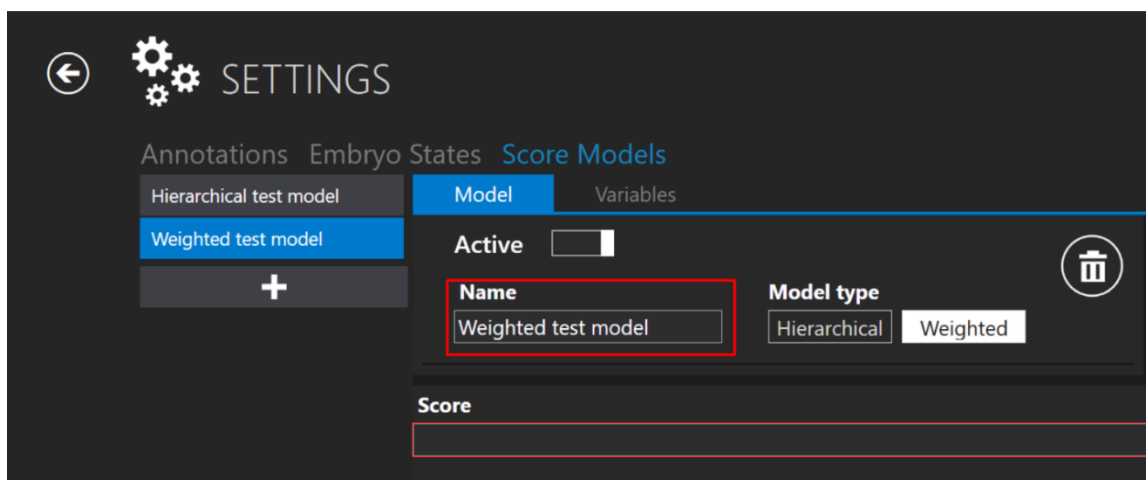 SETTINGS
Annotations Embryo States Score Models
Hierarchical test model
Weighted test model
Model Variables
Active
Name
Weighted test model
Model type
Hierarchical Weighted
Score